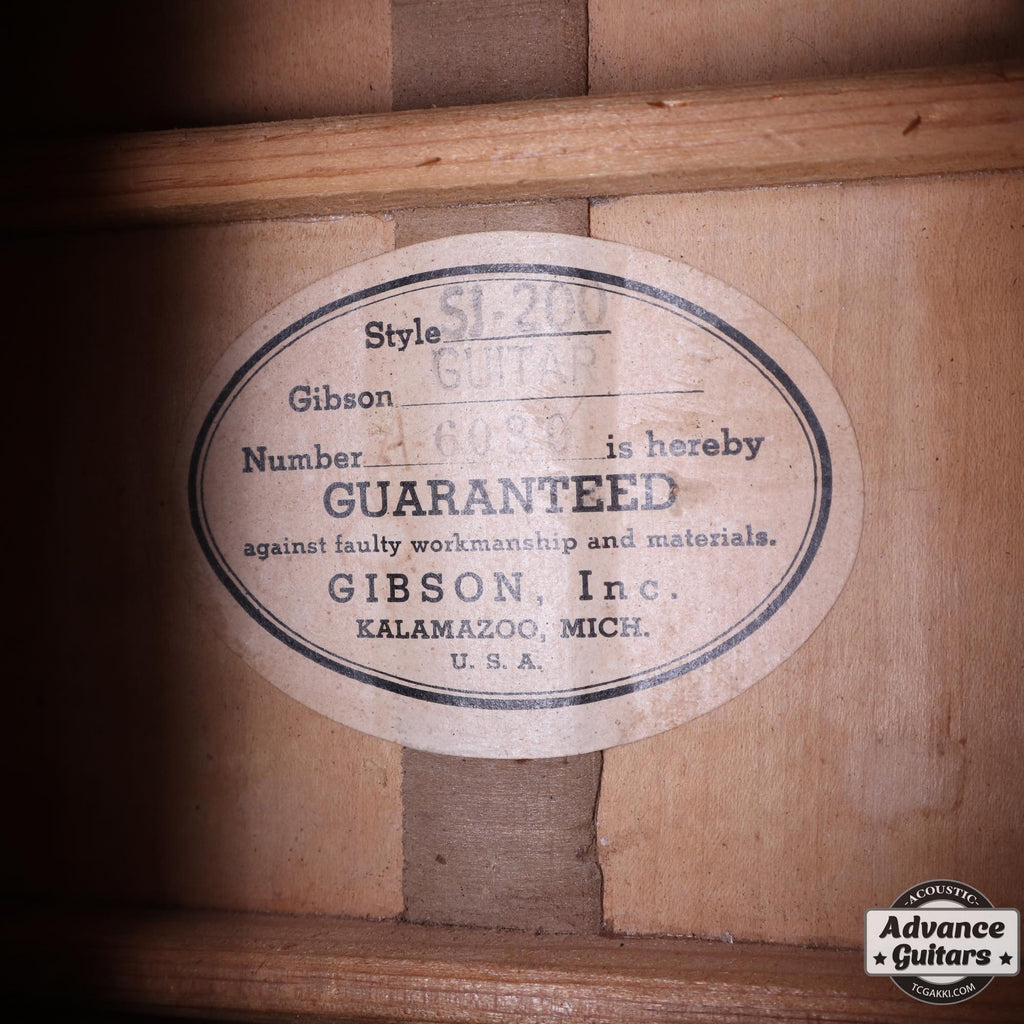 Style SJ-200
GUITAR
Gibson
Number is hereby
GUARANTEED
against faulty workmanship and materials.
GIBSON, Inc.
KALAMAZOO, MICH.
U. S. A.
ACOUSTIC
Advance
Guitars
TCGAKKI.COM